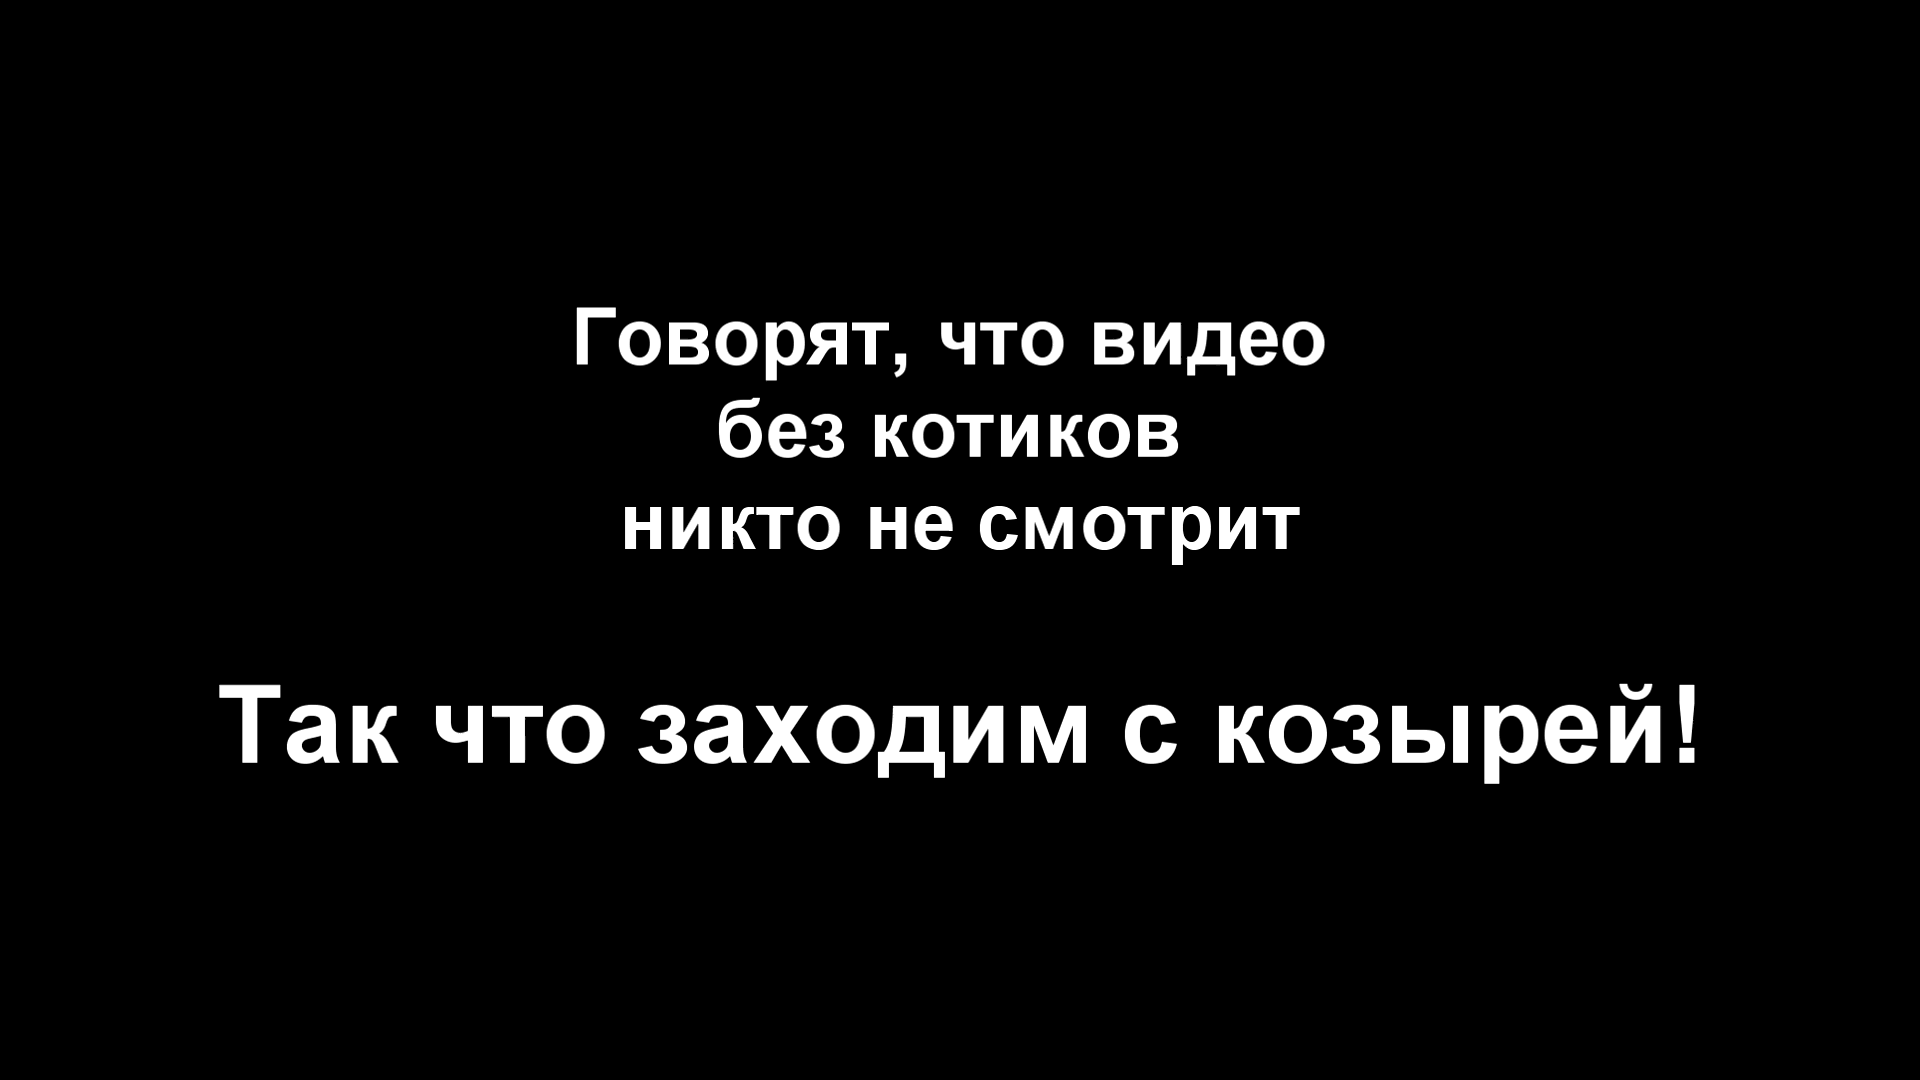 Говорят, что видео
без котиков
никто не смотрит
Так что заходим с козырей!